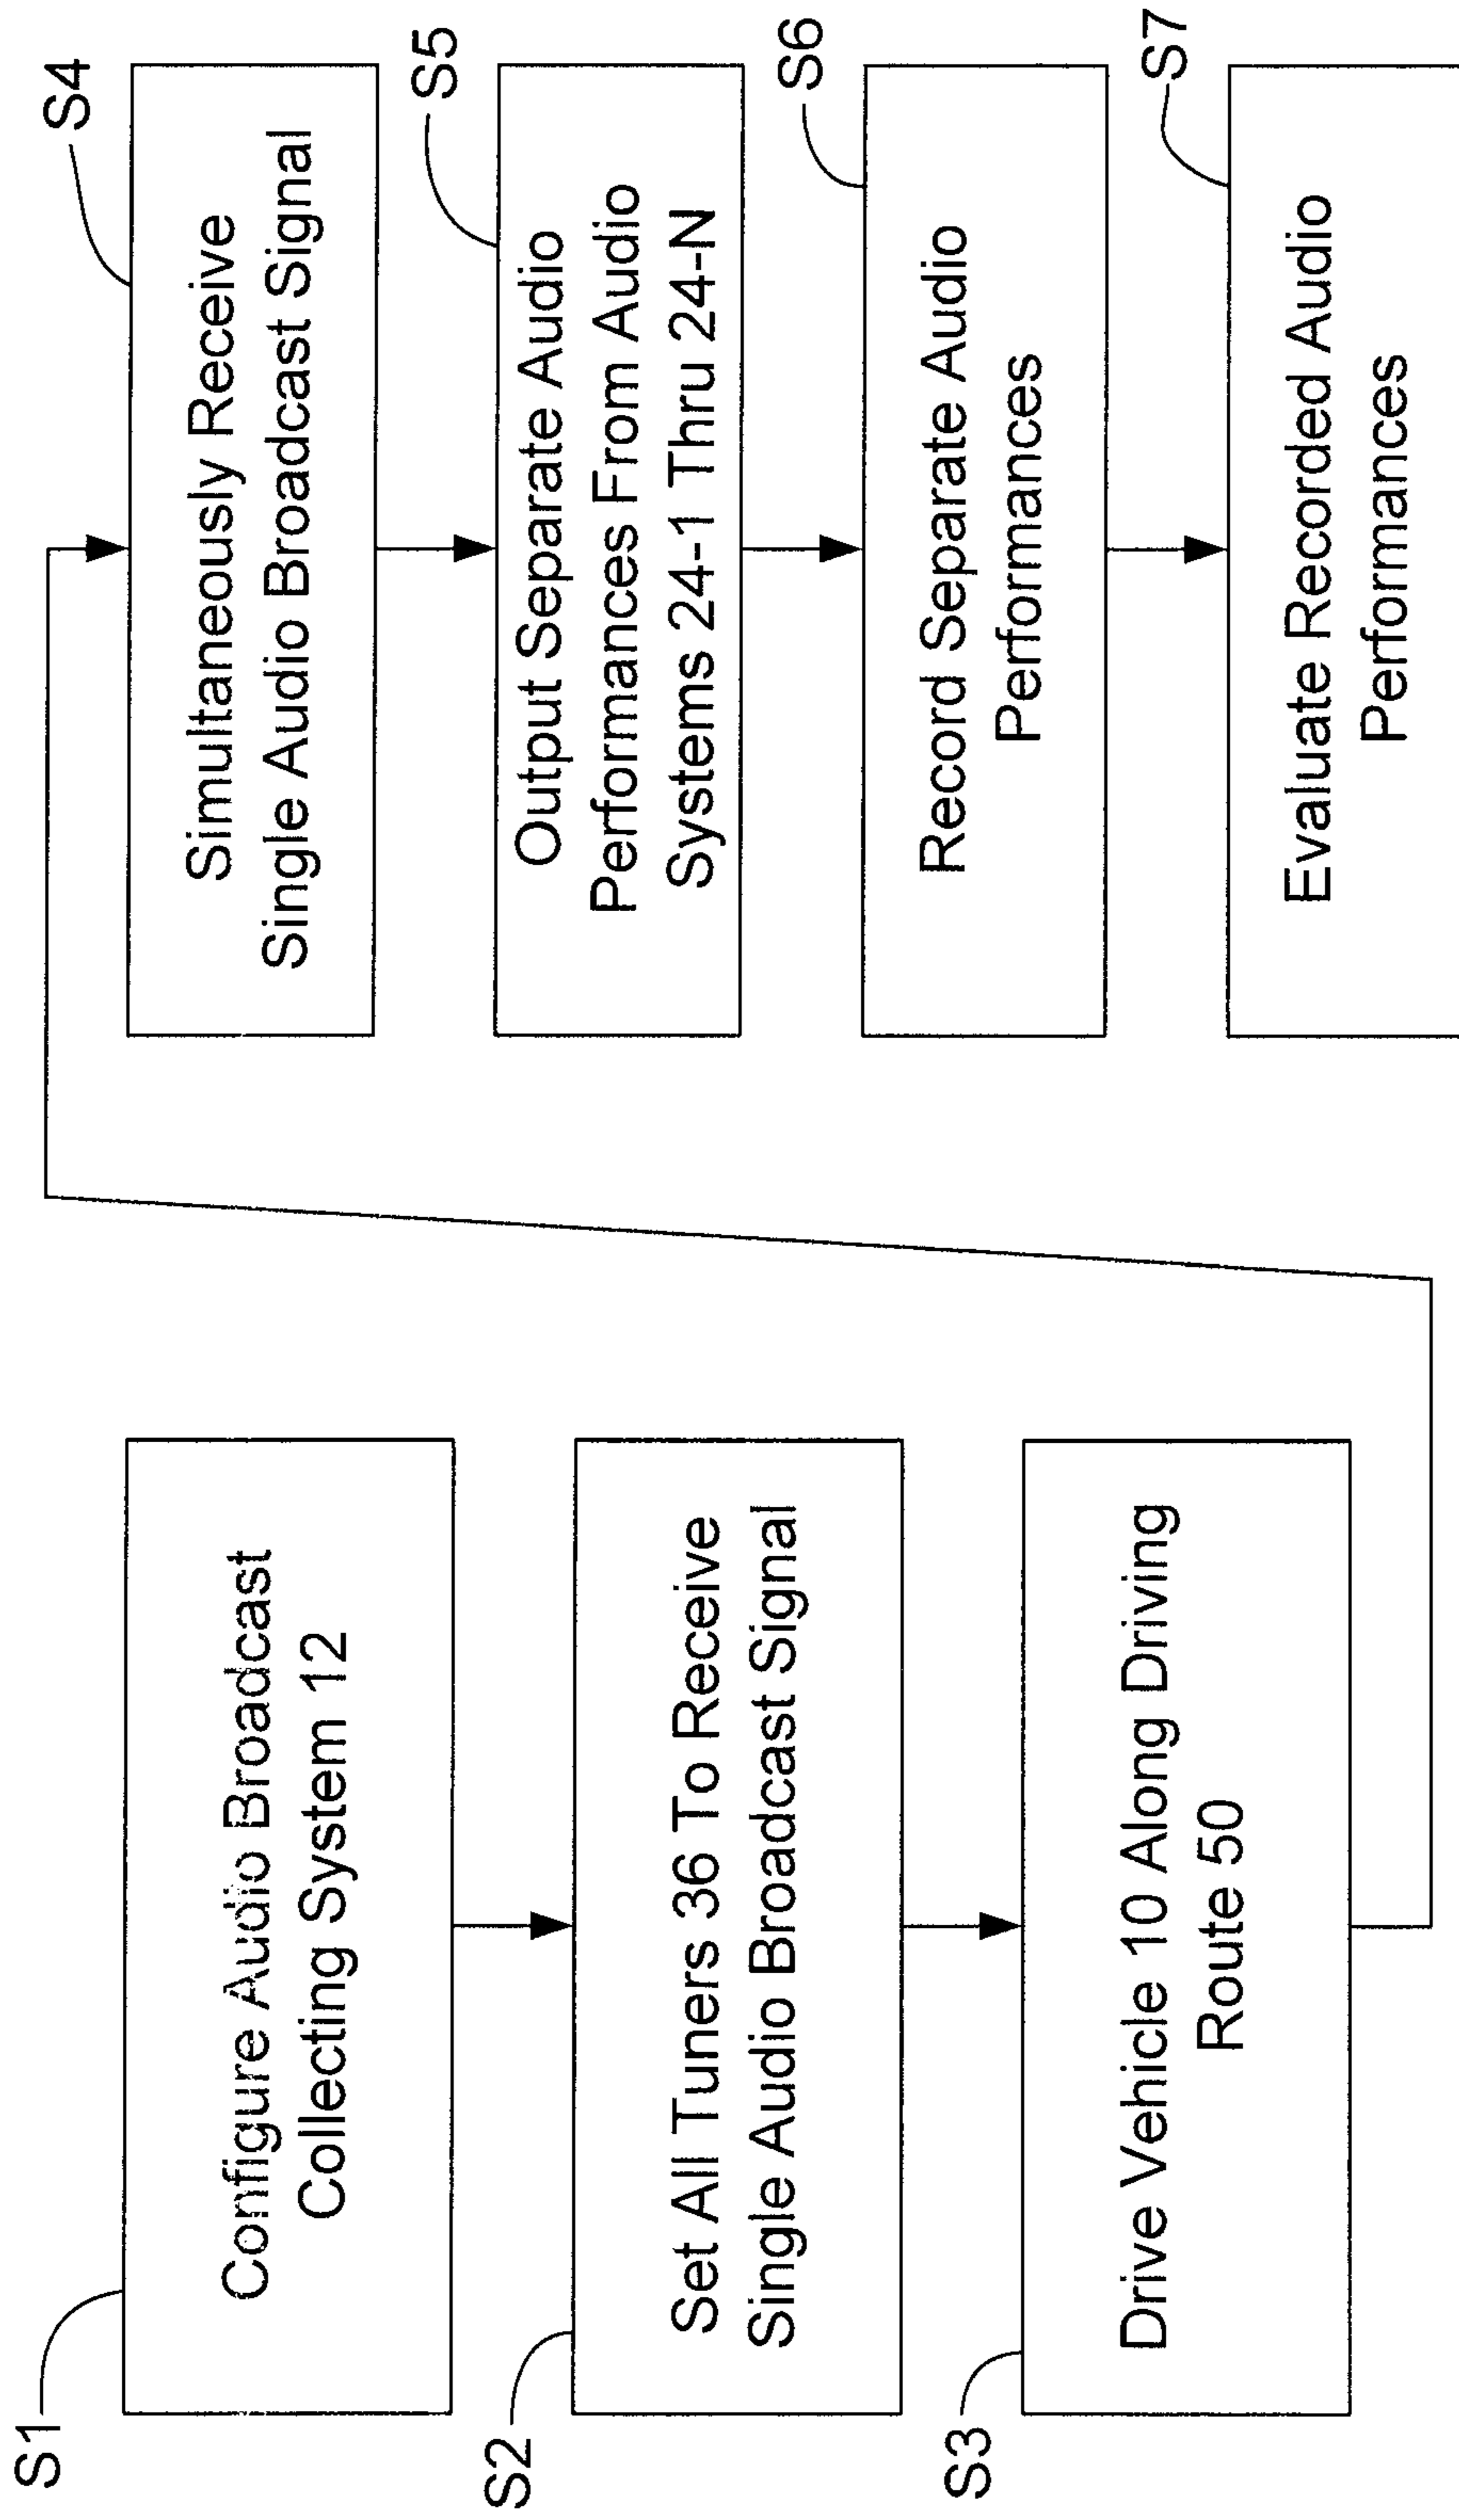 S1
Configure Audio Broadcast
Collecting System 12
S2
Set All Tuners 36 To Receive
Single Audio Broadcast Signal
S3
Drive Vehicle 10 Along Driving
Route 50
S4
Simultaneously Receive
Single Audio Broadcast Signal
S5
Output Separate Audio
Performances From Audio
Systems 24-1 Thru 24-N
S6
Record Separate Audio
Performances
S7
Evaluate Recorded Audio
Performances